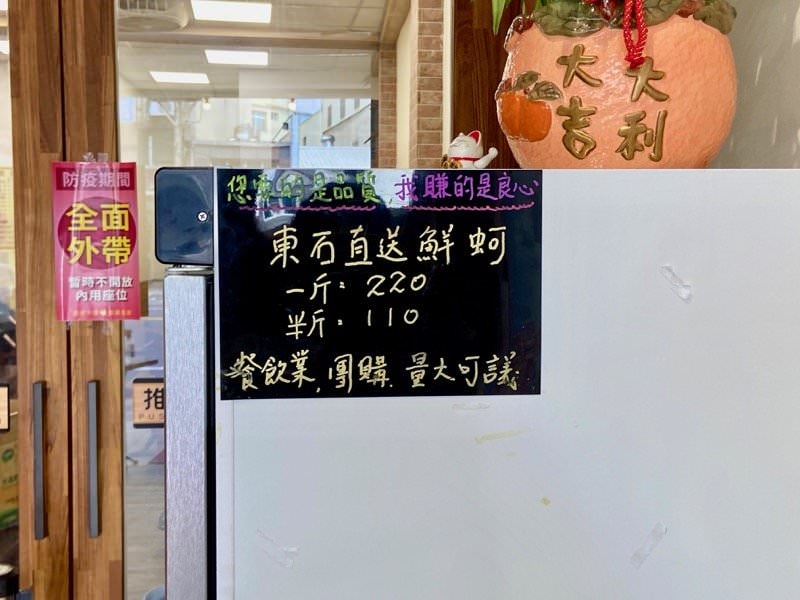 大吉
大利
防疫期間
全面
外帶
暫時不開放
內用座位
您要的是品質,我賺的是良心
東石直送鮮蚵
一斤:220
半斤:110
餐飲業,團購.量大可議
推
PUS